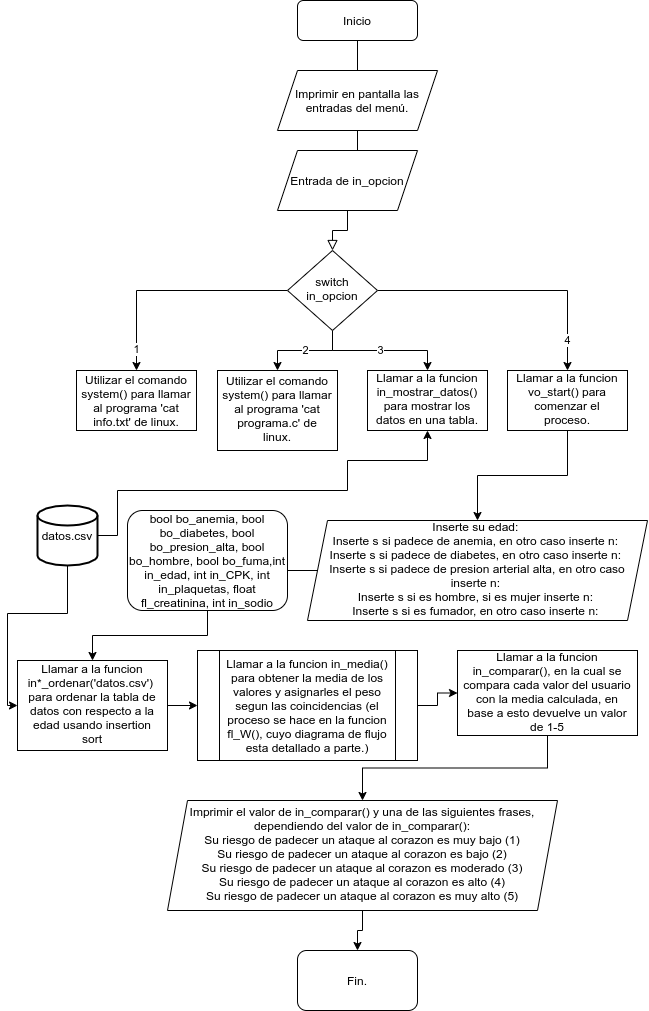 Inicio
Imprimir en pantalla las
entradas del menú.
Entrada de in_opcion
switch
in_opcion
1
2
3
4
Utilizar el comando
system() para llamar
al programa 'cat
info.txt' de linux.
Utilizar el comando
system() para llamar
al programa 'cat
programa.c' de
linux.
Llamar a la funcion
in_mostrar_datos()
para mostrar los
datos en una tabla.
Llamar a la funcion
vo_start() para
comenzar el
proceso.
datos.csv
bool bo_anemia, bool
bo_diabetes, bool
bo_presion_alta, bool
bo_hombre, bool bo_fuma,int
in_edad, int in_CPK, int
in_plaquetas, float
fl_creatinina, int in_sodio
Inserte su edad:
Inserte s si padece de anemia, en otro caso inserte n:
Inserte s si padece de diabetes, en otro caso inserte n:
Inserte s si padece de presion arterial alta, en otro caso
inserte n:
Inserte s si es hombre, si es mujer inserte n:
Inserte s si es fumador, en otro caso inserte n:
Llamar a la funcion
in*_ordenar('datos.csv')
para ordenar la tabla de
datos con respecto a la
edad usando insertion
sort
Llamar a la funcion in_media()
para obtener la media de los
valores y asignarles el peso
segun las coincidencias (el
proceso se hace en la funcion
fl_W(), cuyo diagrama de flujo
esta detallado a parte.)
Llamar a la funcion
in_comparar(), en la cual se
compara cada valor del usuario
con la media calculada, en
base a esto devuelve un valor
de 1-5
Imprimir el valor de in_comparar() y una de las siguientes frases,
dependiendo del valor de in_comparar():
Su riesgo de padecer un ataque al corazon es muy bajo (1)
Su riesgo de padecer un ataque al corazon es bajo (2)
Su riesgo de padecer un ataque al corazon es moderado (3)
Su riesgo de padecer un ataque al corazon es alto (4)
Su riesgo de padecer un ataque al corazon es muy alto (5)
Fin.